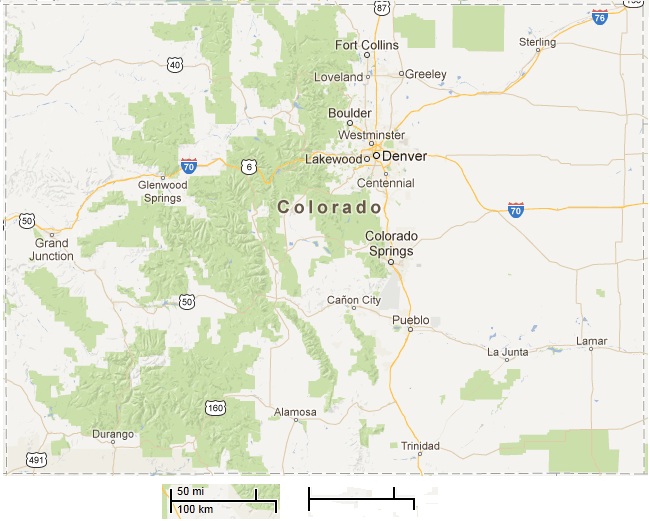 87
76
Fort Collins
Sterling
40
Loveland
Greeley
Boulder
Westminster
Lakewood
Denver
70
6
Centennial
Glenwood
Springs
Colorado
70
50
Grand
Junction
Colorado
Springs
50
Cañon City
Pueblo
Lamar
La Junta
160
Alamosa
Durango
Trinidad
491
50 mi
100 km